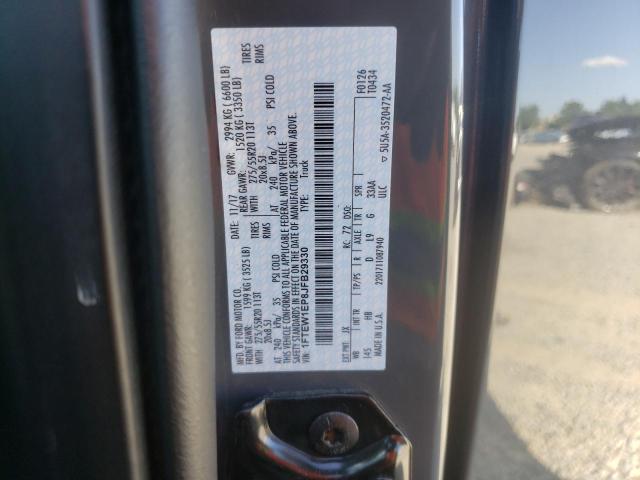 MFD. BY FORD MOTOR CO.
DATE: 11/17
GVWR: 2994 KG ( 6600 LB)
FRONT GAWR: 1599 KG ( 3525 LB)
REAR GAWR: 1520 KG ( 3350 LB)
WITH 275/55R20 113T TIRES
WITH 275/55R20 113T TIRES
20x8.5J RIMS
20x8.5J RIMS
AT 240 kPa/ 35 PSI COLD
AT 240 kPa/ 35 PSI COLD
THIS VEHICLE CONFORMS TO ALL APPLICABLE FEDERAL MOTOR VEHICLE
SAFETY STANDARDS IN EFFECT ON THE DATE OF MANUFACTURE SHOWN ABOVE.
VIN: 1FTEW1EP8JFB29330
TYPE: Truck
F0126
T0434
EXT PNT: JX RC: 72 DSO:
WB INT TR TP/PS R AXLE TR SPR
145 HB D L9 G 33AA
MADE IN U.S.A.
ULC
220171108794D
5U5A-3520472-AA